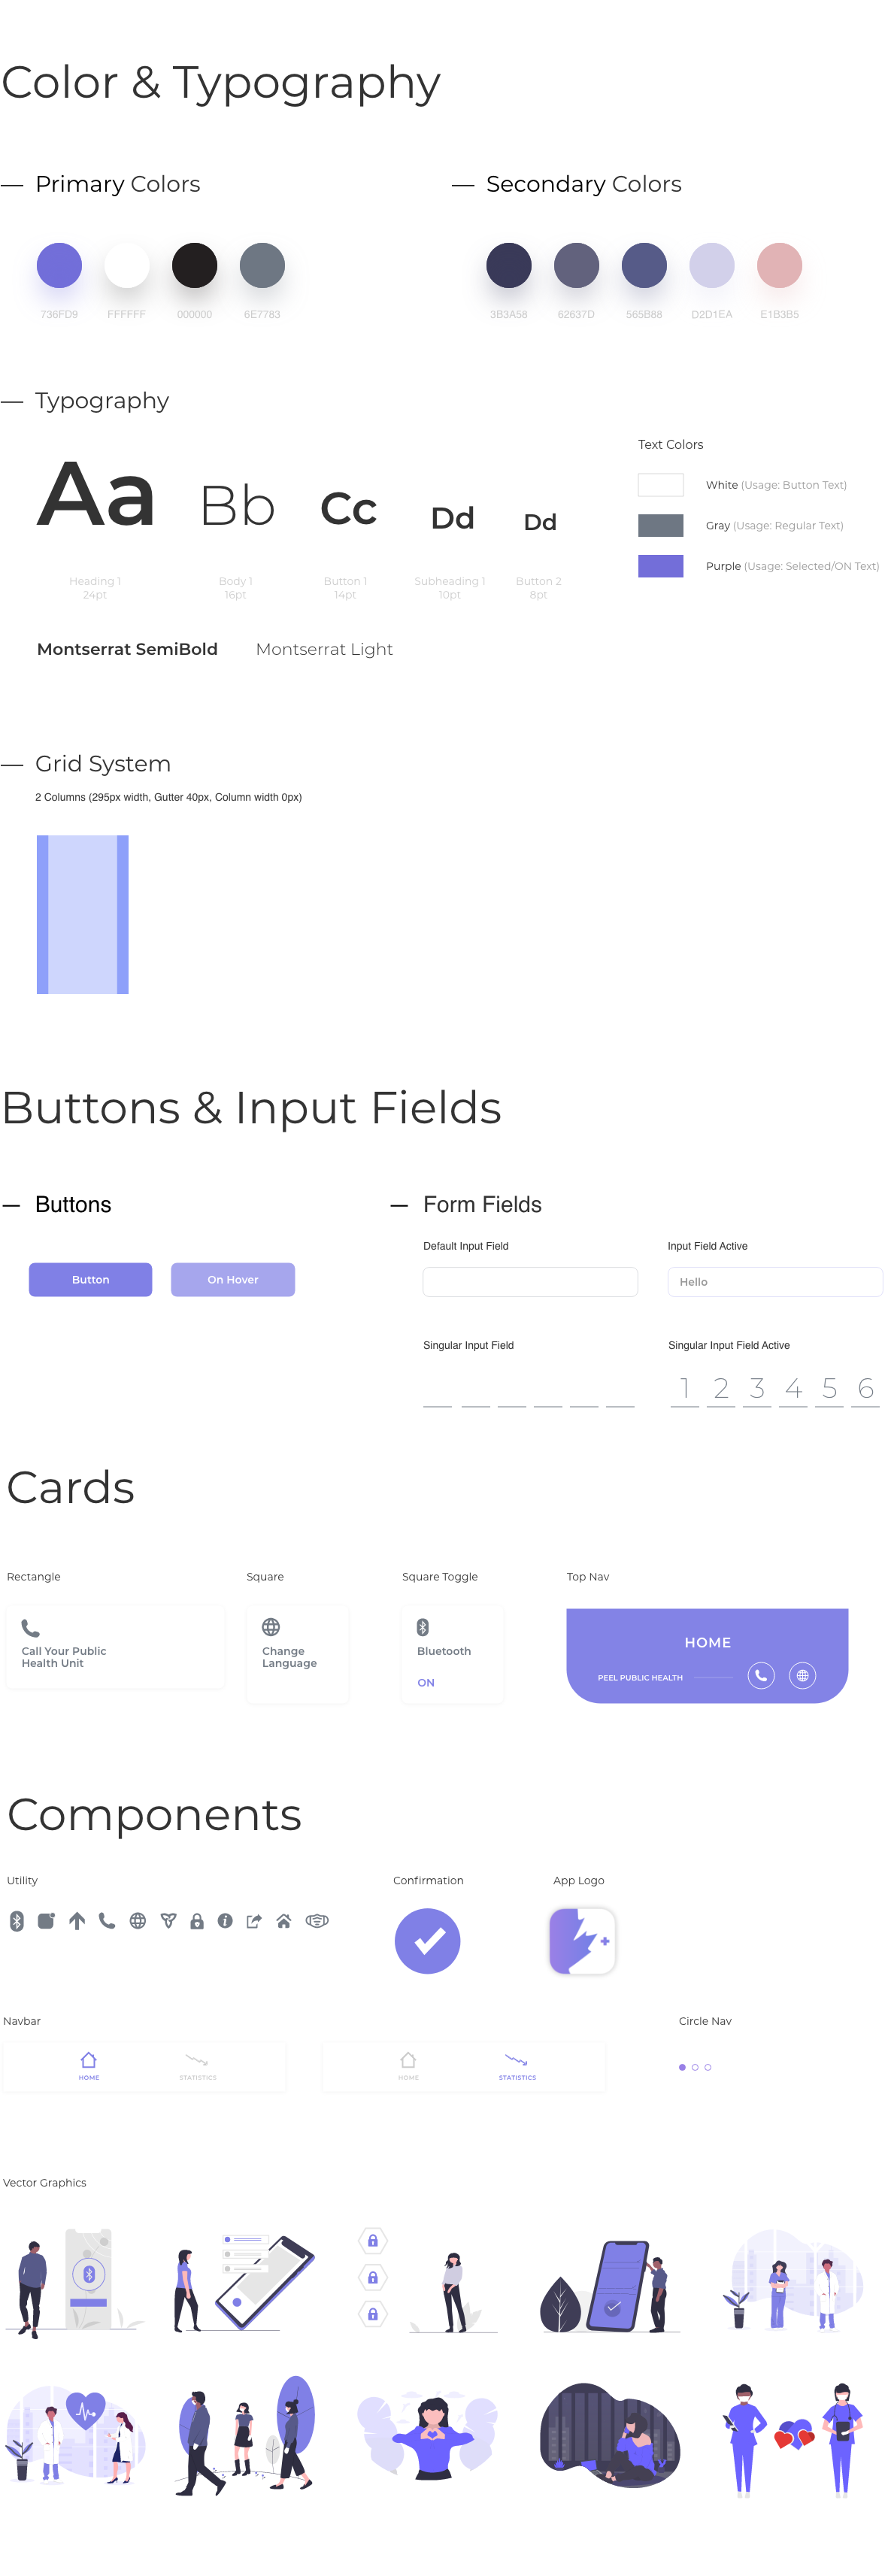 Color & Typography
Primary Colors
736FD9 FFFFFF 000000 6E7783
Secondary Colors
3B3A58 62637D 565B88 D2D1EA E1B3B5
Typography
Aa Bb Cc Dd Dd
Heading 1 Body 1 Button 1 Subheading 1 Button 2
24pt 16pt 14pt 10pt 8pt
Montserrat SemiBold Montserrat Light
Text Colors
White (Usage: Button Text)
Gray (Usage: Regular Text)
Purple (Usage: Selected/ON Text)
Grid System
2 Columns (295px width, Gutter 40px, Column width 0px)
Buttons & Input Fields
Buttons
Button On Hover
Form Fields
Default Input Field
Input Field Active
Hello
Singular Input Field
Singular Input Field Active
1 2 3 4 5 6
Cards
Rectangle
Call Your Public
Health Unit
Square
Change
Language
Square Toggle
Bluetooth
ON
Top Nav
HOME
PEEL PUBLIC HEALTH
Components
Utility
Confirmation
App Logo
Navbar
HOME STATISTICS
HOME STATISTICS
Circle Nav
Vector Graphics